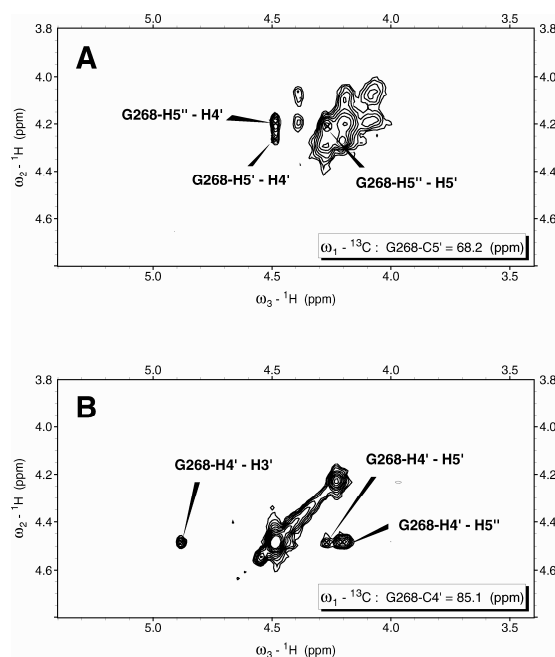 5.0 4.5 4.0
3.8 3.8
A
4.0 4.0
G268-H5'' - H4'
4.2 4.2
G268-H5' - H4'
G268-H5'' - H5'
4.4 4.4
4.6 4.6
ω2 - 1H (ppm)
ω1 - 13C : G268-C5' = 68.2 (ppm)
5.0 4.5 4.0 3.5
ω3 - 1H (ppm)
5.0 4.5 4.0
3.8 3.8
B
4.0 4.0
G268-H4' - H3'
G268-H4' - H5'
4.2 4.2
G268-H4' - H5''
4.4 4.4
4.6 4.6
ω2 - 1H (ppm)
ω1 - 13C : G268-C4' = 85.1 (ppm)
5.0 4.5 4.0 3.5
ω3 - 1H (ppm)